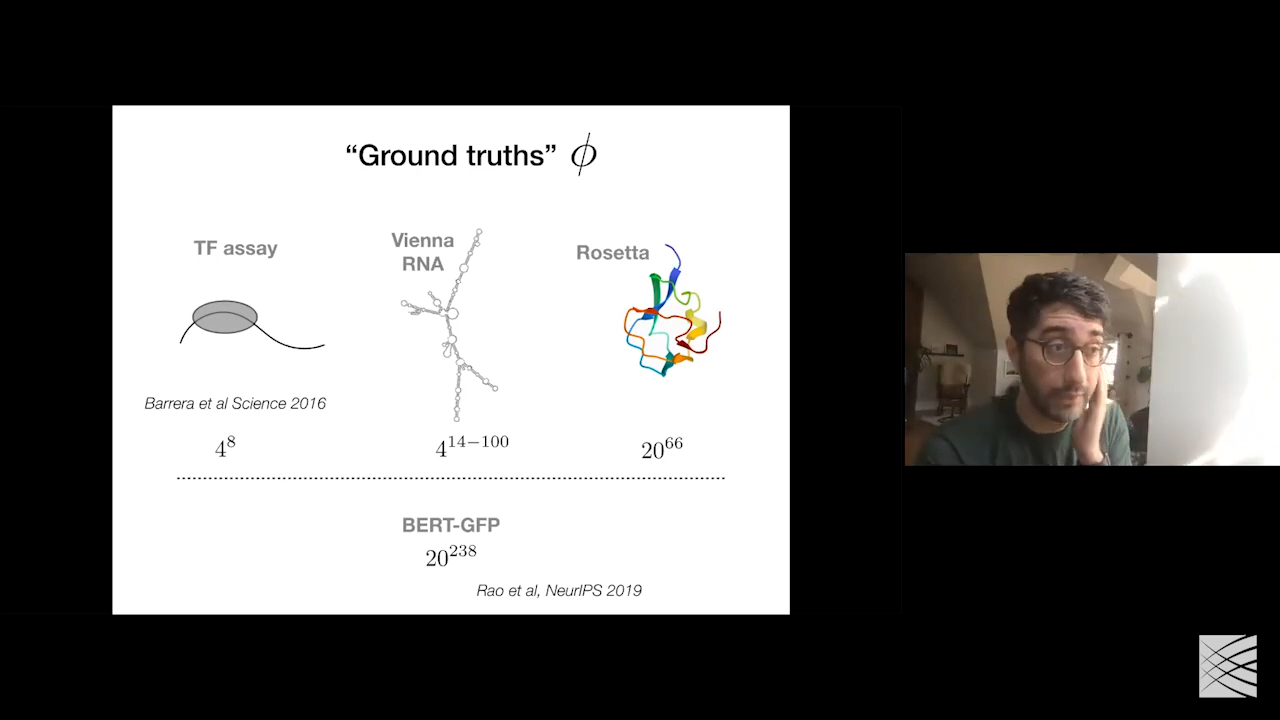 “Ground truths” ϕ
TF assay
Vienna
RNA
Rosetta
Barrera et al Science 2016
4^8
4^{14−100}
20^{66}
BERT-GFP
20^{238}
Rao et al, NeurIPS 2019